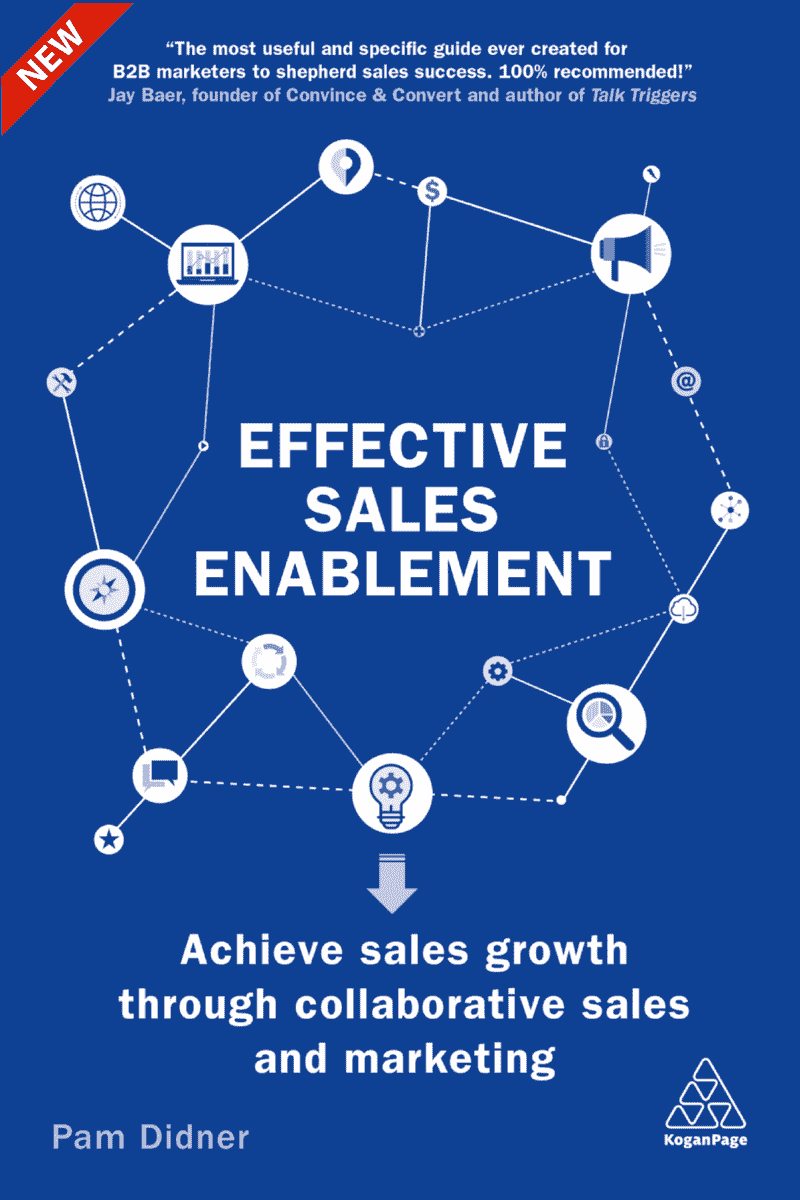 NEW
“The most useful and specific guide ever created for
B2B marketers to shepherd sales success. 100% recommended!”
Jay Baer, founder of Convince & Convert and author of Talk Triggers
$
@
EFFECTIVE
SALES
ENABLEMENT
Achieve sales growth
through collaborative sales
and marketing
Pam Didner
KoganPage